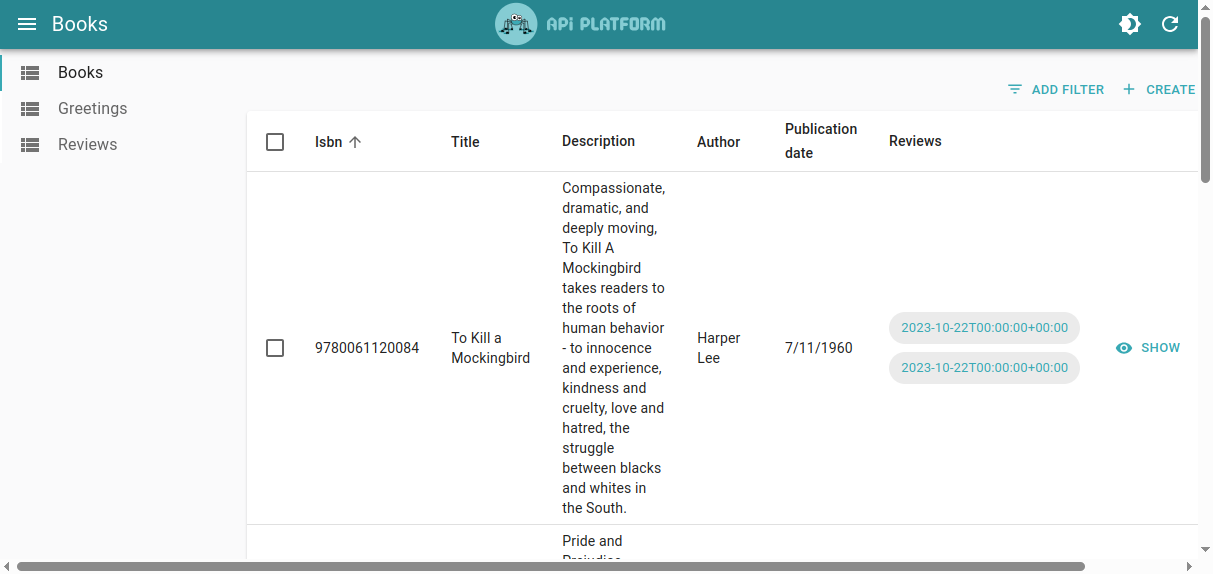 Books
API PLATFORM
Books
Greetings
Reviews
ADD FILTER
CREATE
Isbn
Title
Description
Author
Publication
date
Reviews
Compassionate,
dramatic, and
deeply moving,
To Kill A
Mockingbird
takes readers to
the roots of
human behavior
- to innocence
and experience,
kindness and
cruelty, love and
hatred, the
struggle
between blacks
and whites in
the South.
9780061120084
To Kill a
Mockingbird
Harper
Lee
7/11/1960
2023-10-22T00:00:00+00:00
2023-10-22T00:00:00+00:00
SHOW
Pride and
Prejudice